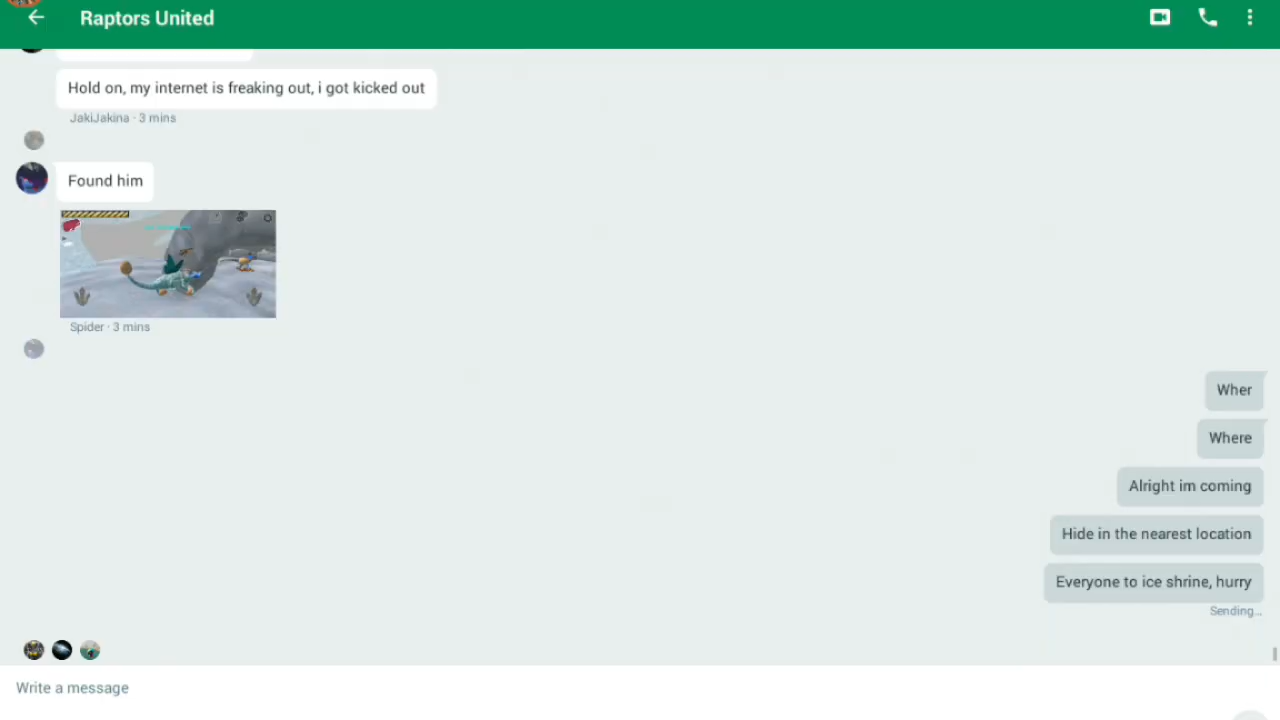 Raptors United
Hold on, my internet is freaking out, i got kicked out
JakiJakina · 3 mins
Found him
Spider · 3 mins
Wher
Where
Alright im coming
Hide in the nearest location
Everyone to ice shrine, hurry
Sending...
Write a message